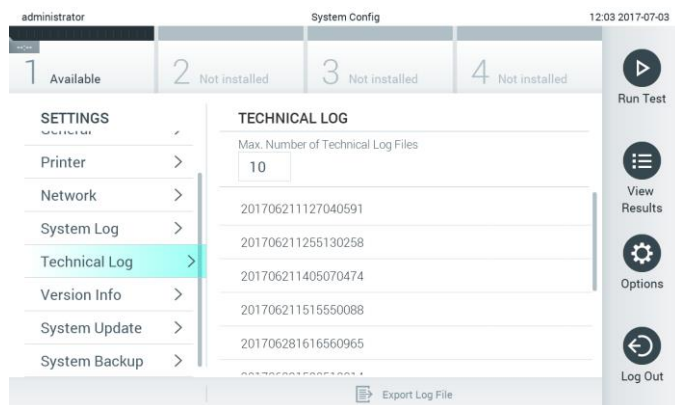 administrator System Config 12:03 2017-07-03
1 Available 2 Not installed 3 Not installed 4 Not installed
Run Test
SETTINGS
General
Printer
Network
System Log
Technical Log
Version Info
System Update
System Backup
TECHNICAL LOG
Max. Number of Technical Log Files
10
201706211127040591
201706211255130258
201706211405070474
201706211515550088
201706281616560965
Export Log File
View
Results
Options
Log Out